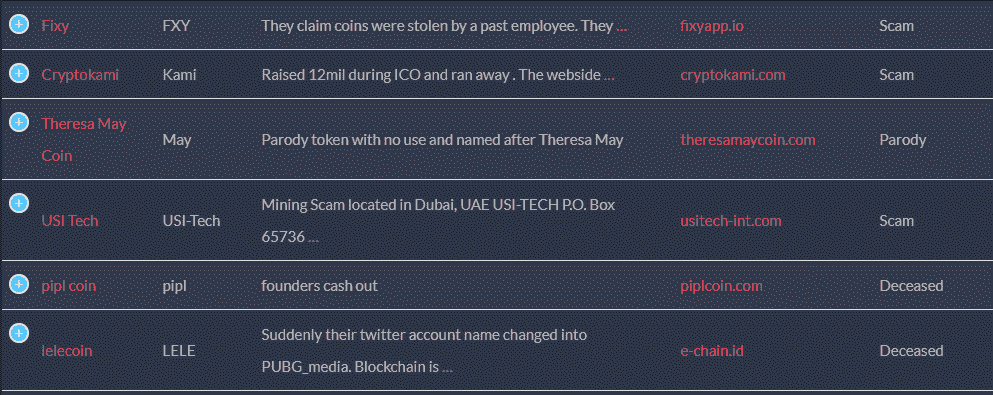 Fixy FXY They claim coins were stolen by a past employee. They ... fixyapp.io Scam
Cryptokami Kami Raised 12mil during ICO and ran away . The webside ... cryptokami.com Scam
Theresa May
Coin May Parody token with no use and named after Theresa May theresamaycoin.com Parody
USI Tech USI-Tech Mining Scam located in Dubai, UAE USI-TECH P.O. Box
65736 ... usitech-int.com Scam
pipl coin pipl founders cash out piplcoin.com Deceased
lelecoin LELE Suddenly their twitter account name changed into
PUBG_media. Blockchain is ... e-chain.id Deceased